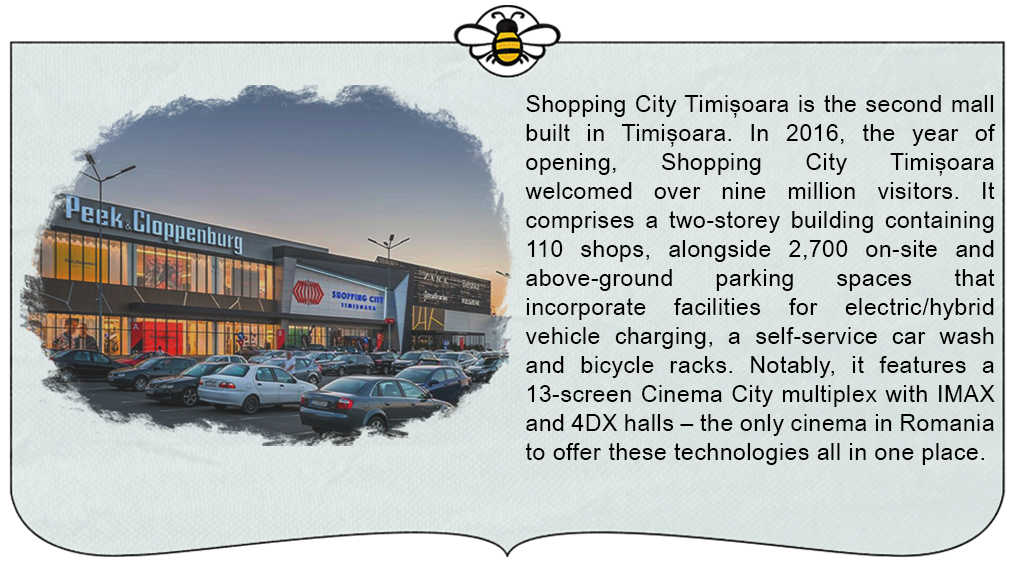 Shopping City Timișoara is the second mall
built in Timișoara. In 2016, the year of
opening, Shopping City Timișoara
welcomed over nine million visitors. It
comprises a two-storey building containing
110 shops, alongside 2,700 on-site and
above-ground parking spaces that
incorporate facilities for electric/hybrid
vehicle charging, a self-service car wash
and bicycle racks. Notably, it features a
13-screen Cinema City multiplex with IMAX
and 4DX halls – the only cinema in Romania
to offer these technologies all in one place.
Peek & Cloppenburg
SHOPPING CITY
TIMIȘOARA
ZARA
Bershka
Stradivarius
PULL&BEAR